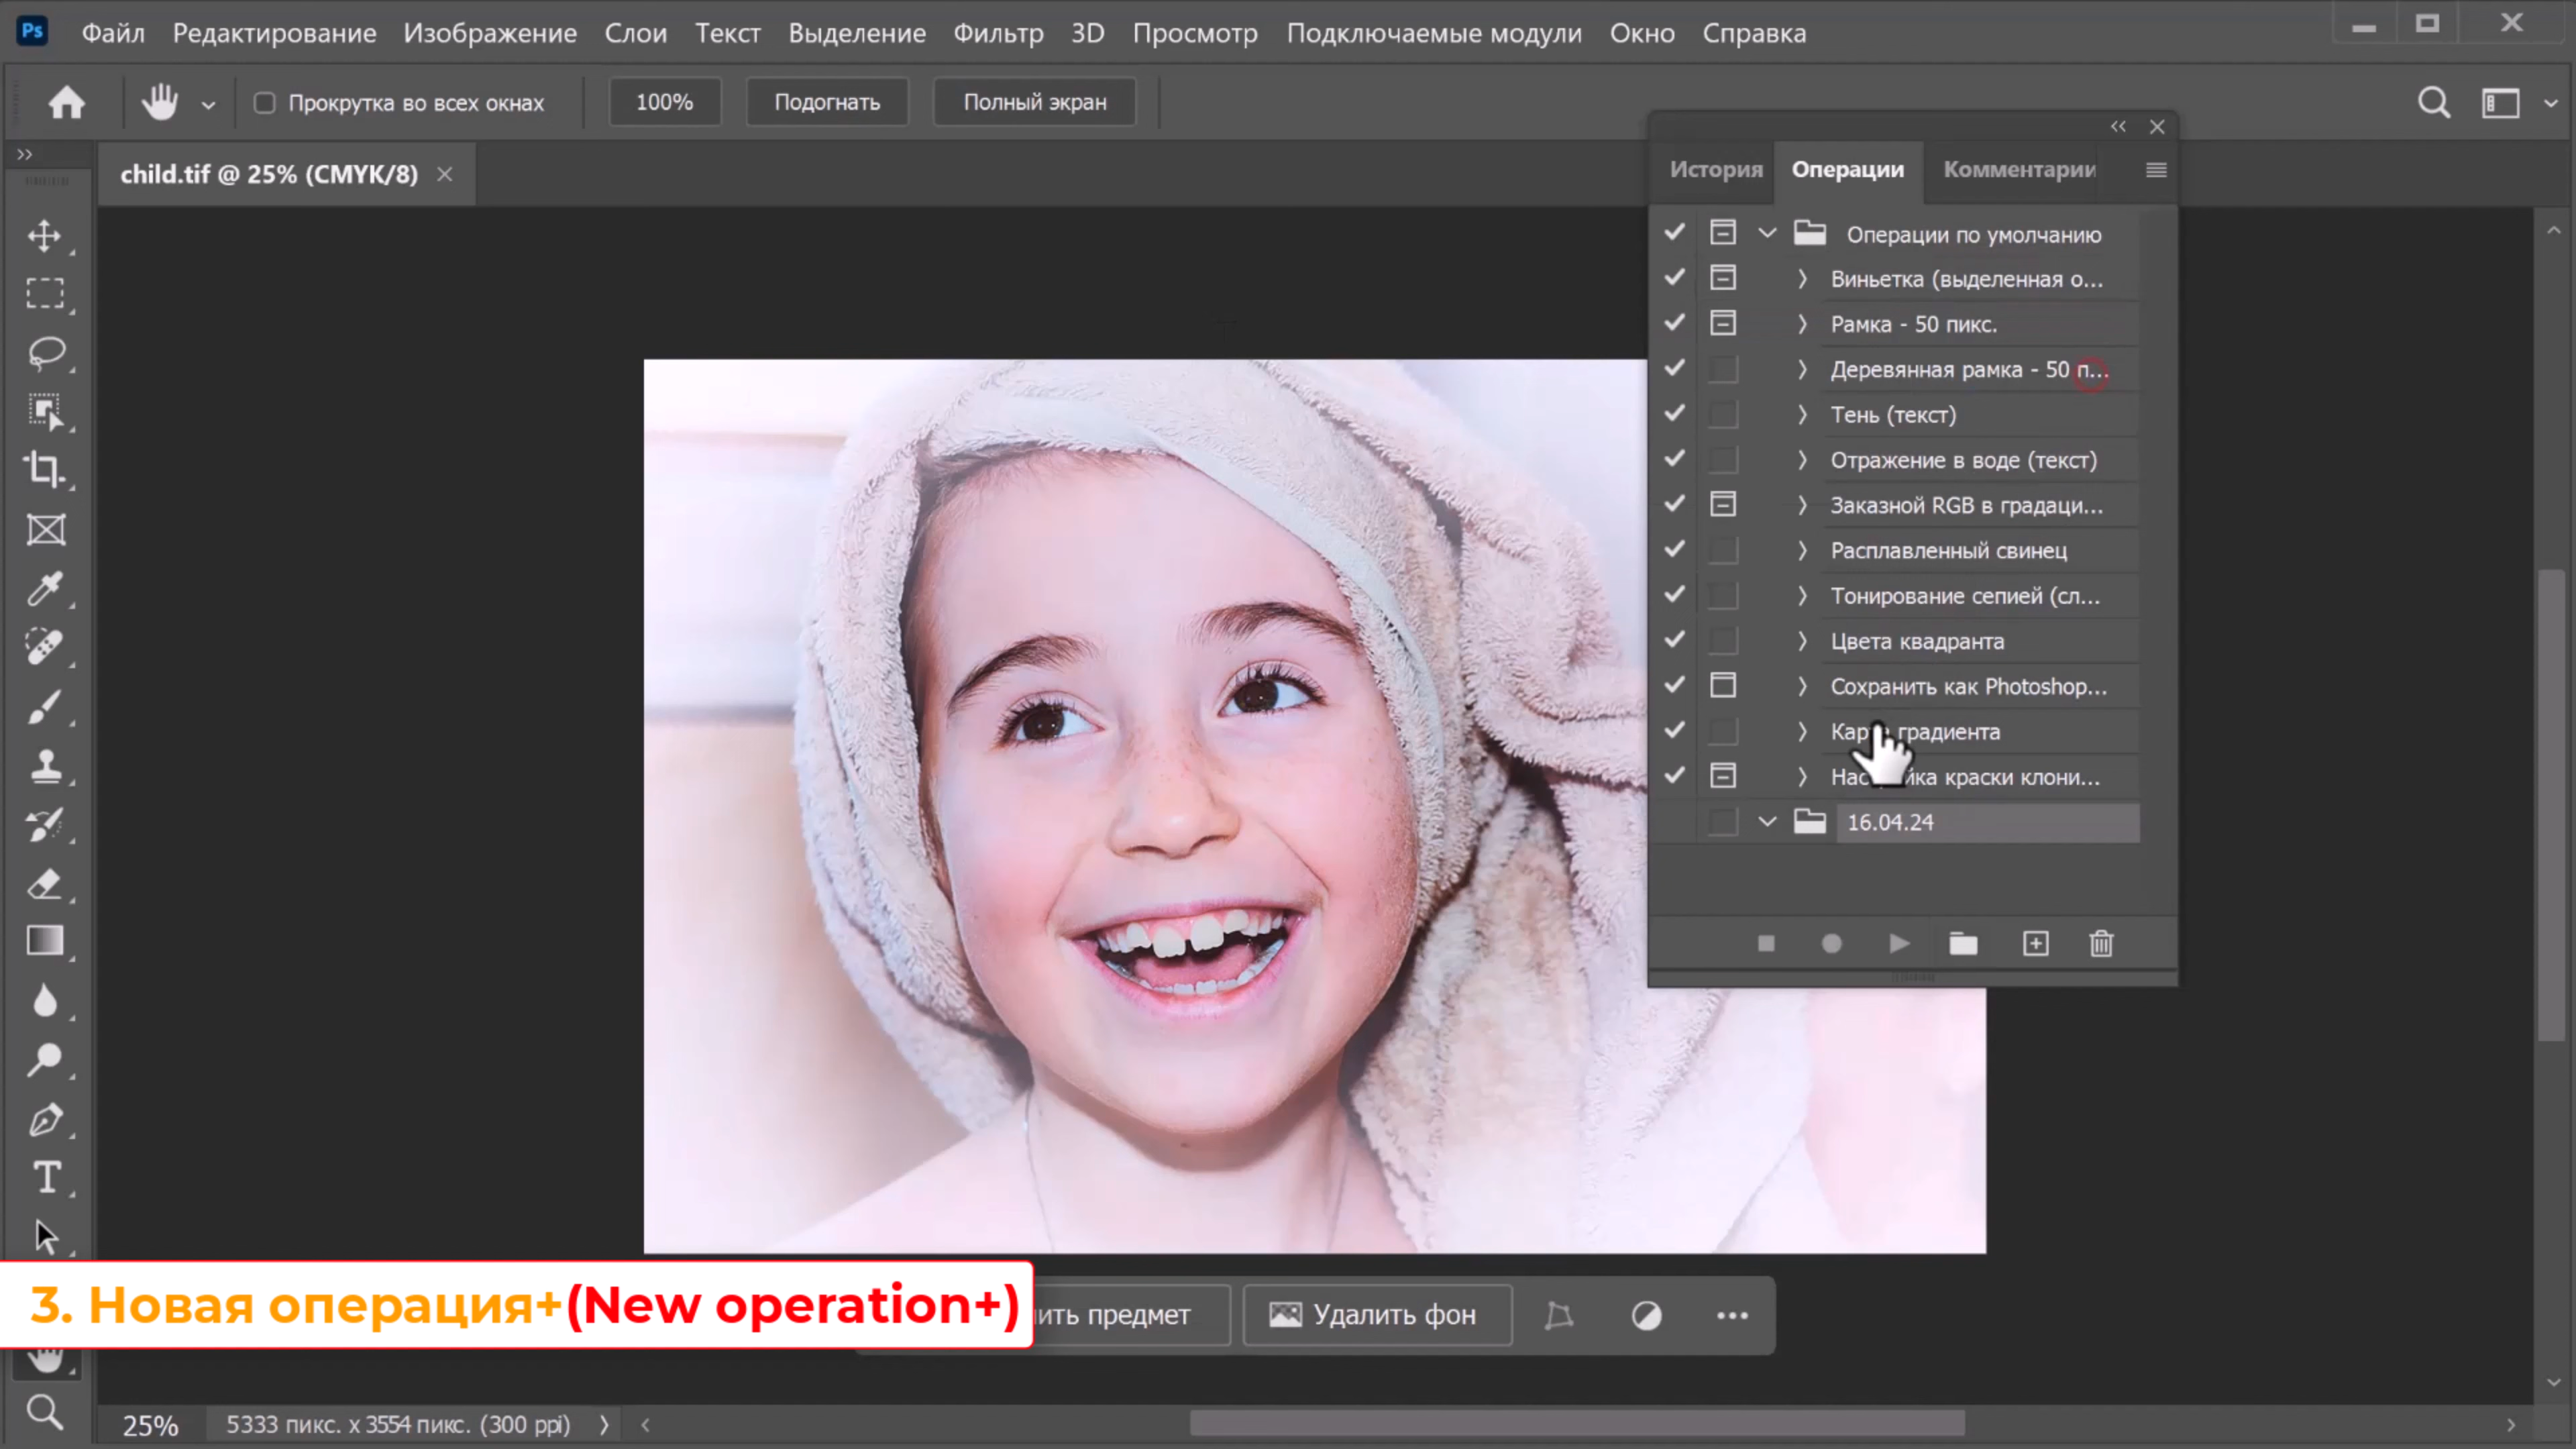 Ps Файл Редактирование Изображение Слои Текст Выделение Фильтр 3D Просмотр Подключаемые модули Окно Справка
Прокрутка во всех окнах 100% Подогнать Полный экран
child.tif @ 25% (CMYK/8)
История Операции Комментарии
Операции по умолчанию
Виньетка (выделенная о...
Рамка - 50 пикс.
Деревянная рамка - 50 п...
Тень (текст)
Отражение в воде (текст)
Заказной RGB в градаци...
Расплавленный свинец
Тонирование сепией (сл...
Цвета квадранта
Сохранить как Photoshop...
градиента
краски клони...
16.04.24
3. Новая операция+(New operation+)
предмет Удалить фон
25% 5333 пикс. x 3554 пикс. (300 ppi)